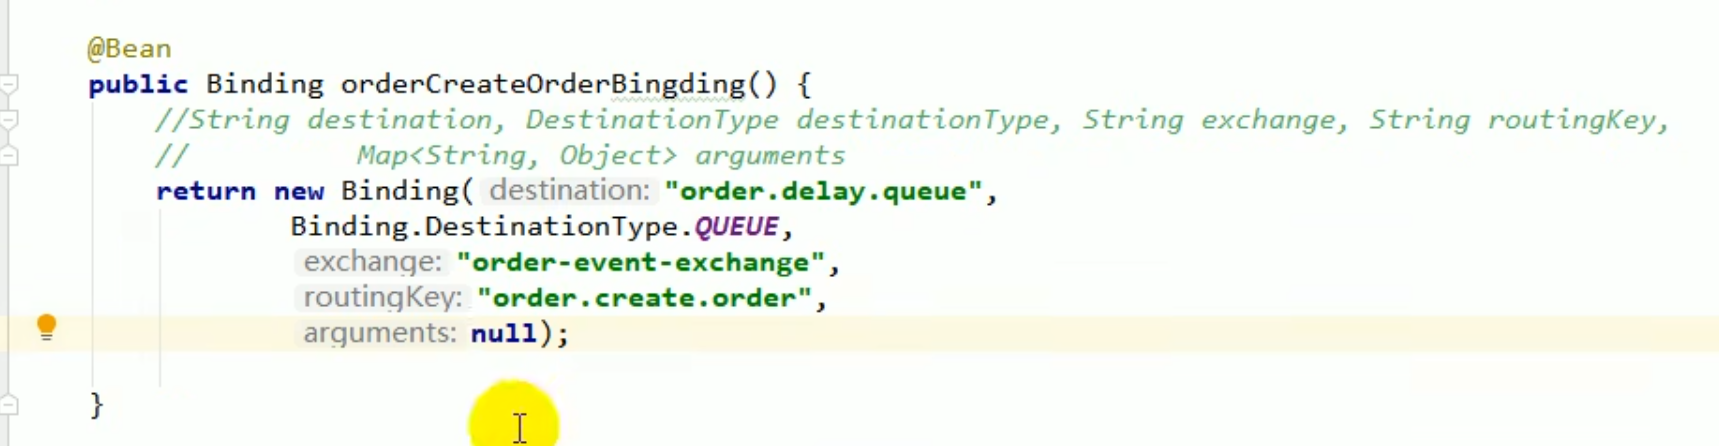 @Bean
public Binding orderCreateOrderBingding() {
//String destination, DestinationType destinationType, String exchange, String routingKey,
// Map<String, Object> arguments
return new Binding( destination: "order.delay.queue",
Binding.DestinationType.QUEUE,
exchange: "order-event-exchange",
routingKey: "order.create.order",
arguments: null);
}